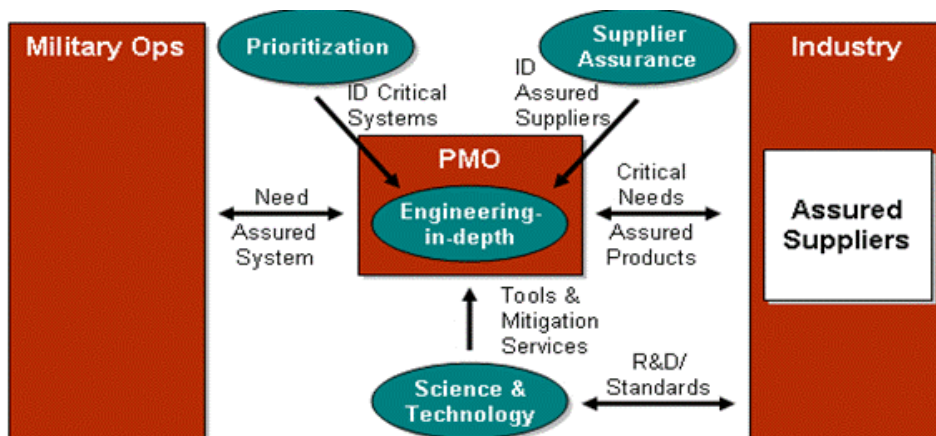 Military Ops
Prioritization
Supplier
Assurance
Industry
ID Critical
Systems
ID
Assured
Suppliers
PMO
Engineering-
in-depth
Need
Assured
System
Critical
Needs
Assured
Products
Assured
Suppliers
Tools &
Mitigation
Services
Science &
Technology
R&D/
Standards